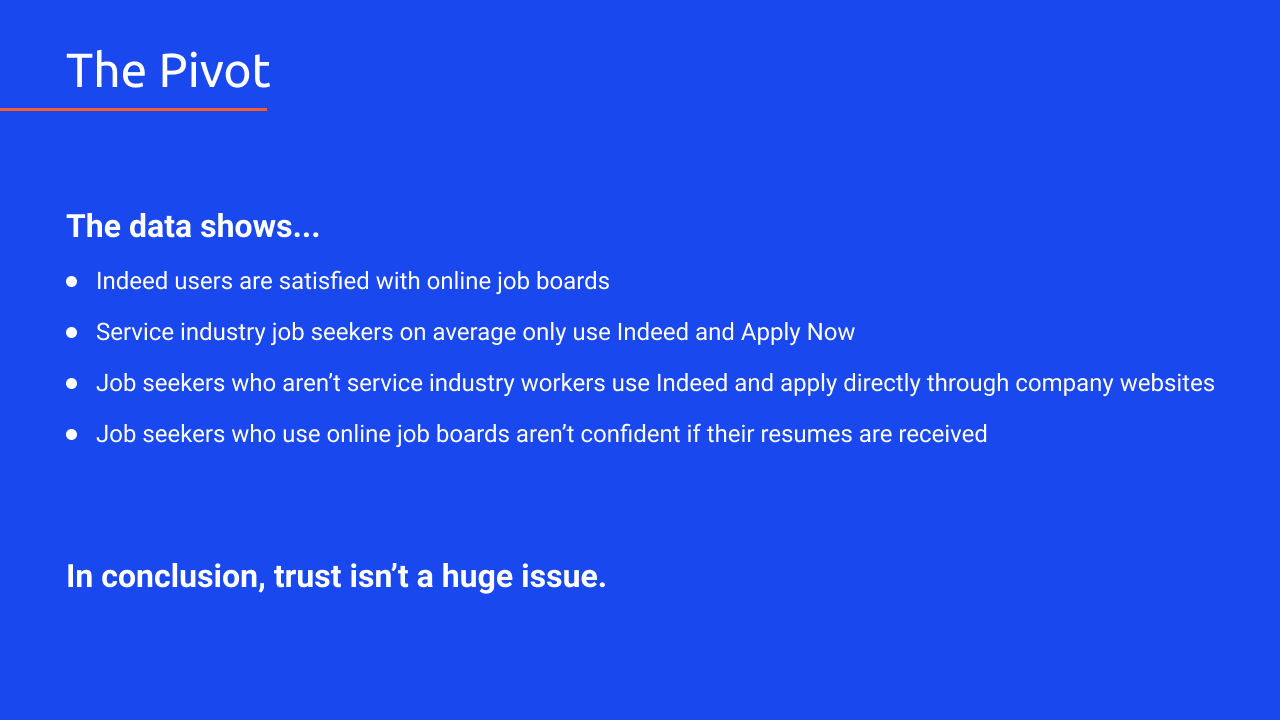 The Pivot
The data shows...
● Indeed users are satisfied with online job boards
● Service industry job seekers on average only use Indeed and Apply Now
● Job seekers who aren’t service industry workers use Indeed and apply directly through company websites
● Job seekers who use online job boards aren’t confident if their resumes are received
In conclusion, trust isn’t a huge issue.